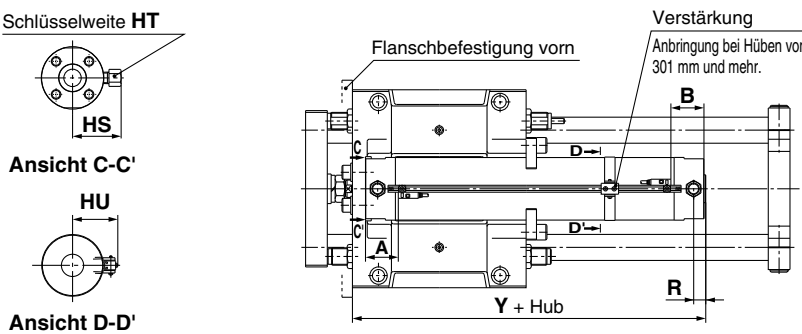 Schlüsselweite HT
HS
Ansicht C-C'
HU
Ansicht D-D'
Flanschbefestigung vorn
Verstärkung
Anbringung bei Hüben von
301 mm und mehr.
B
C
D
C'
D'
A
R
Y + Hub